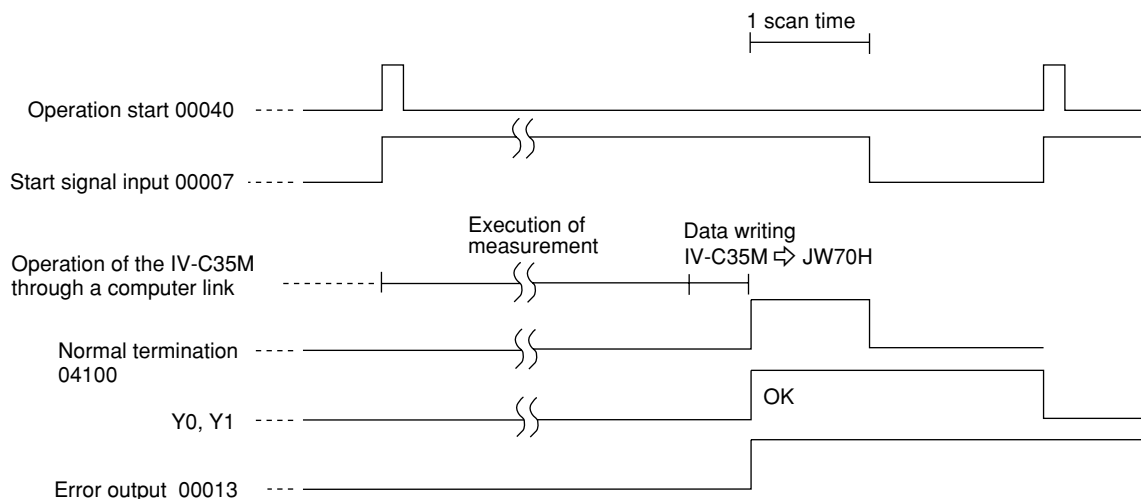 1 scan time
Operation start 00040
Start signal input 00007
Execution of
measurement
Data writing
IV-C35M ⇨ JW70H
Operation of the IV-C35M
through a computer link
Normal termination
04100
OK
Y0, Y1
Error output 00013